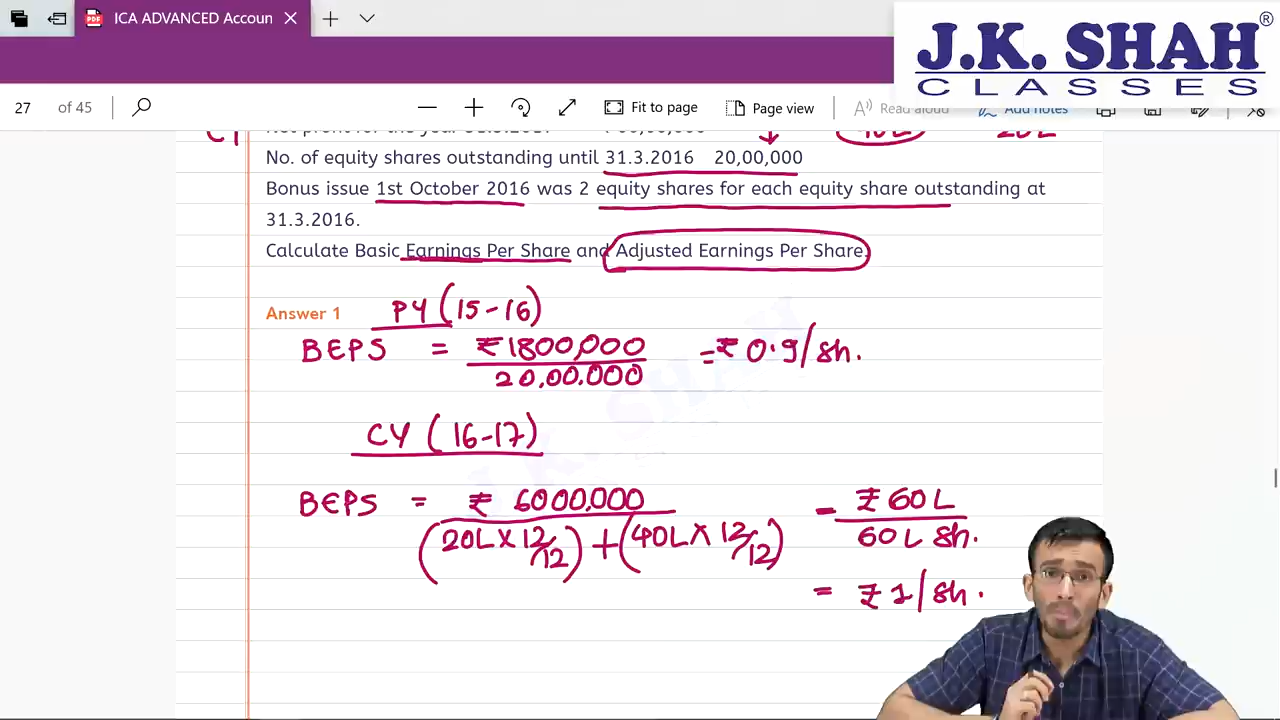 ICA ADVANCED Accoun
J.K. SHAH®
CLASSES
27 of 45
Fit to page
Page view
Read aloud
Add notes
No. of equity shares outstanding until 31.3.2016 20,00,000
Bonus issue 1st October 2016 was 2 equity shares for each equity share outstanding at
31.3.2016.
Calculate Basic Earnings Per Share and Adjusted Earnings Per Share.
Answer 1
PY (15-16)
BEPS = ₹1800,000 / 20,00,000 = ₹ 0.9/sh.
CY (16-17)
BEPS = ₹ 6000,000 / (20L X 12/12) + (40L X 12/12) = ₹ 60L / 60L sh.
= ₹ 1/sh.
J.K. SHAH